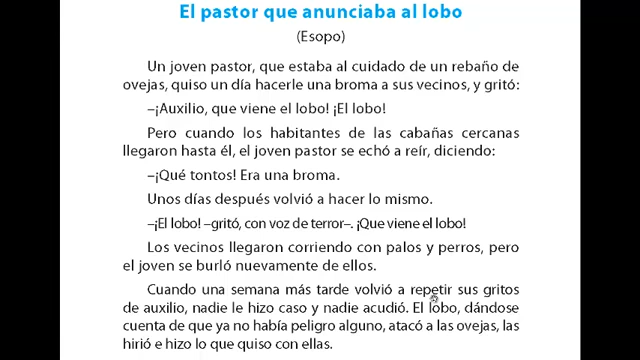 El pastor que anunciaba al lobo
(Esopo)
Un joven pastor, que estaba al cuidado de un rebaño de
ovejas, quiso un día hacerle una broma a sus vecinos, y gritó:
–¡Auxilio, que viene el lobo! ¡El lobo!
Pero cuando los habitantes de las cabañas cercanas
llegaron hasta él, el joven pastor se echó a reír, diciendo:
–¡Qué tontos! Era una broma.
Unos días después volvió a hacer lo mismo.
–¡El lobo! –gritó, con voz de terror–. ¡Que viene el lobo!
Los vecinos llegaron corriendo con palos y perros, pero
el joven se burló nuevamente de ellos.
Cuando una semana más tarde volvió a repetir sus gritos
de auxilio, nadie le hizo caso y nadie acudió. El lobo, dándose
cuenta de que ya no había peligro alguno, atacó a las ovejas, las
hirió e hizo lo que quiso con ellas.